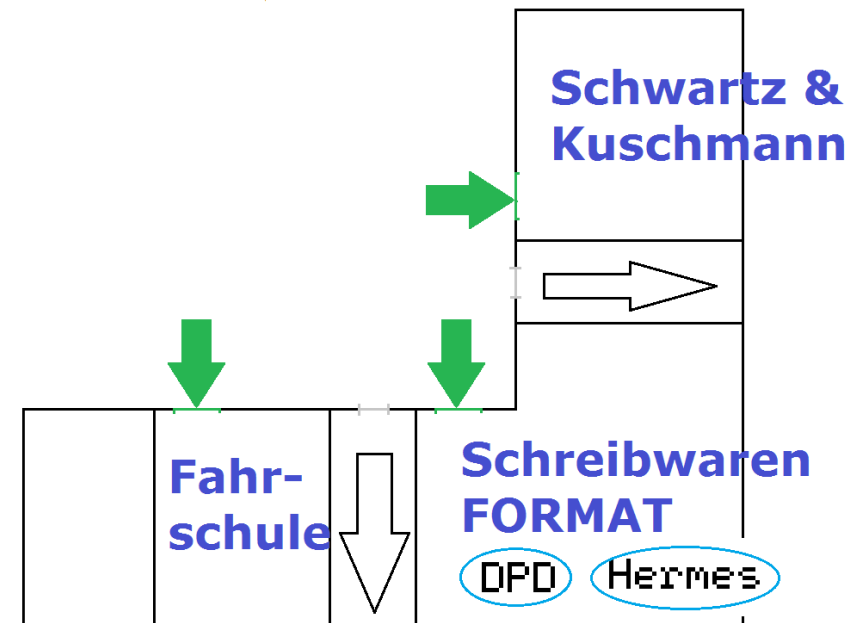 Schwartz &
Kuschmann
Fahr-
schule
Schreibwaren
FORMAT
DPD Hermes